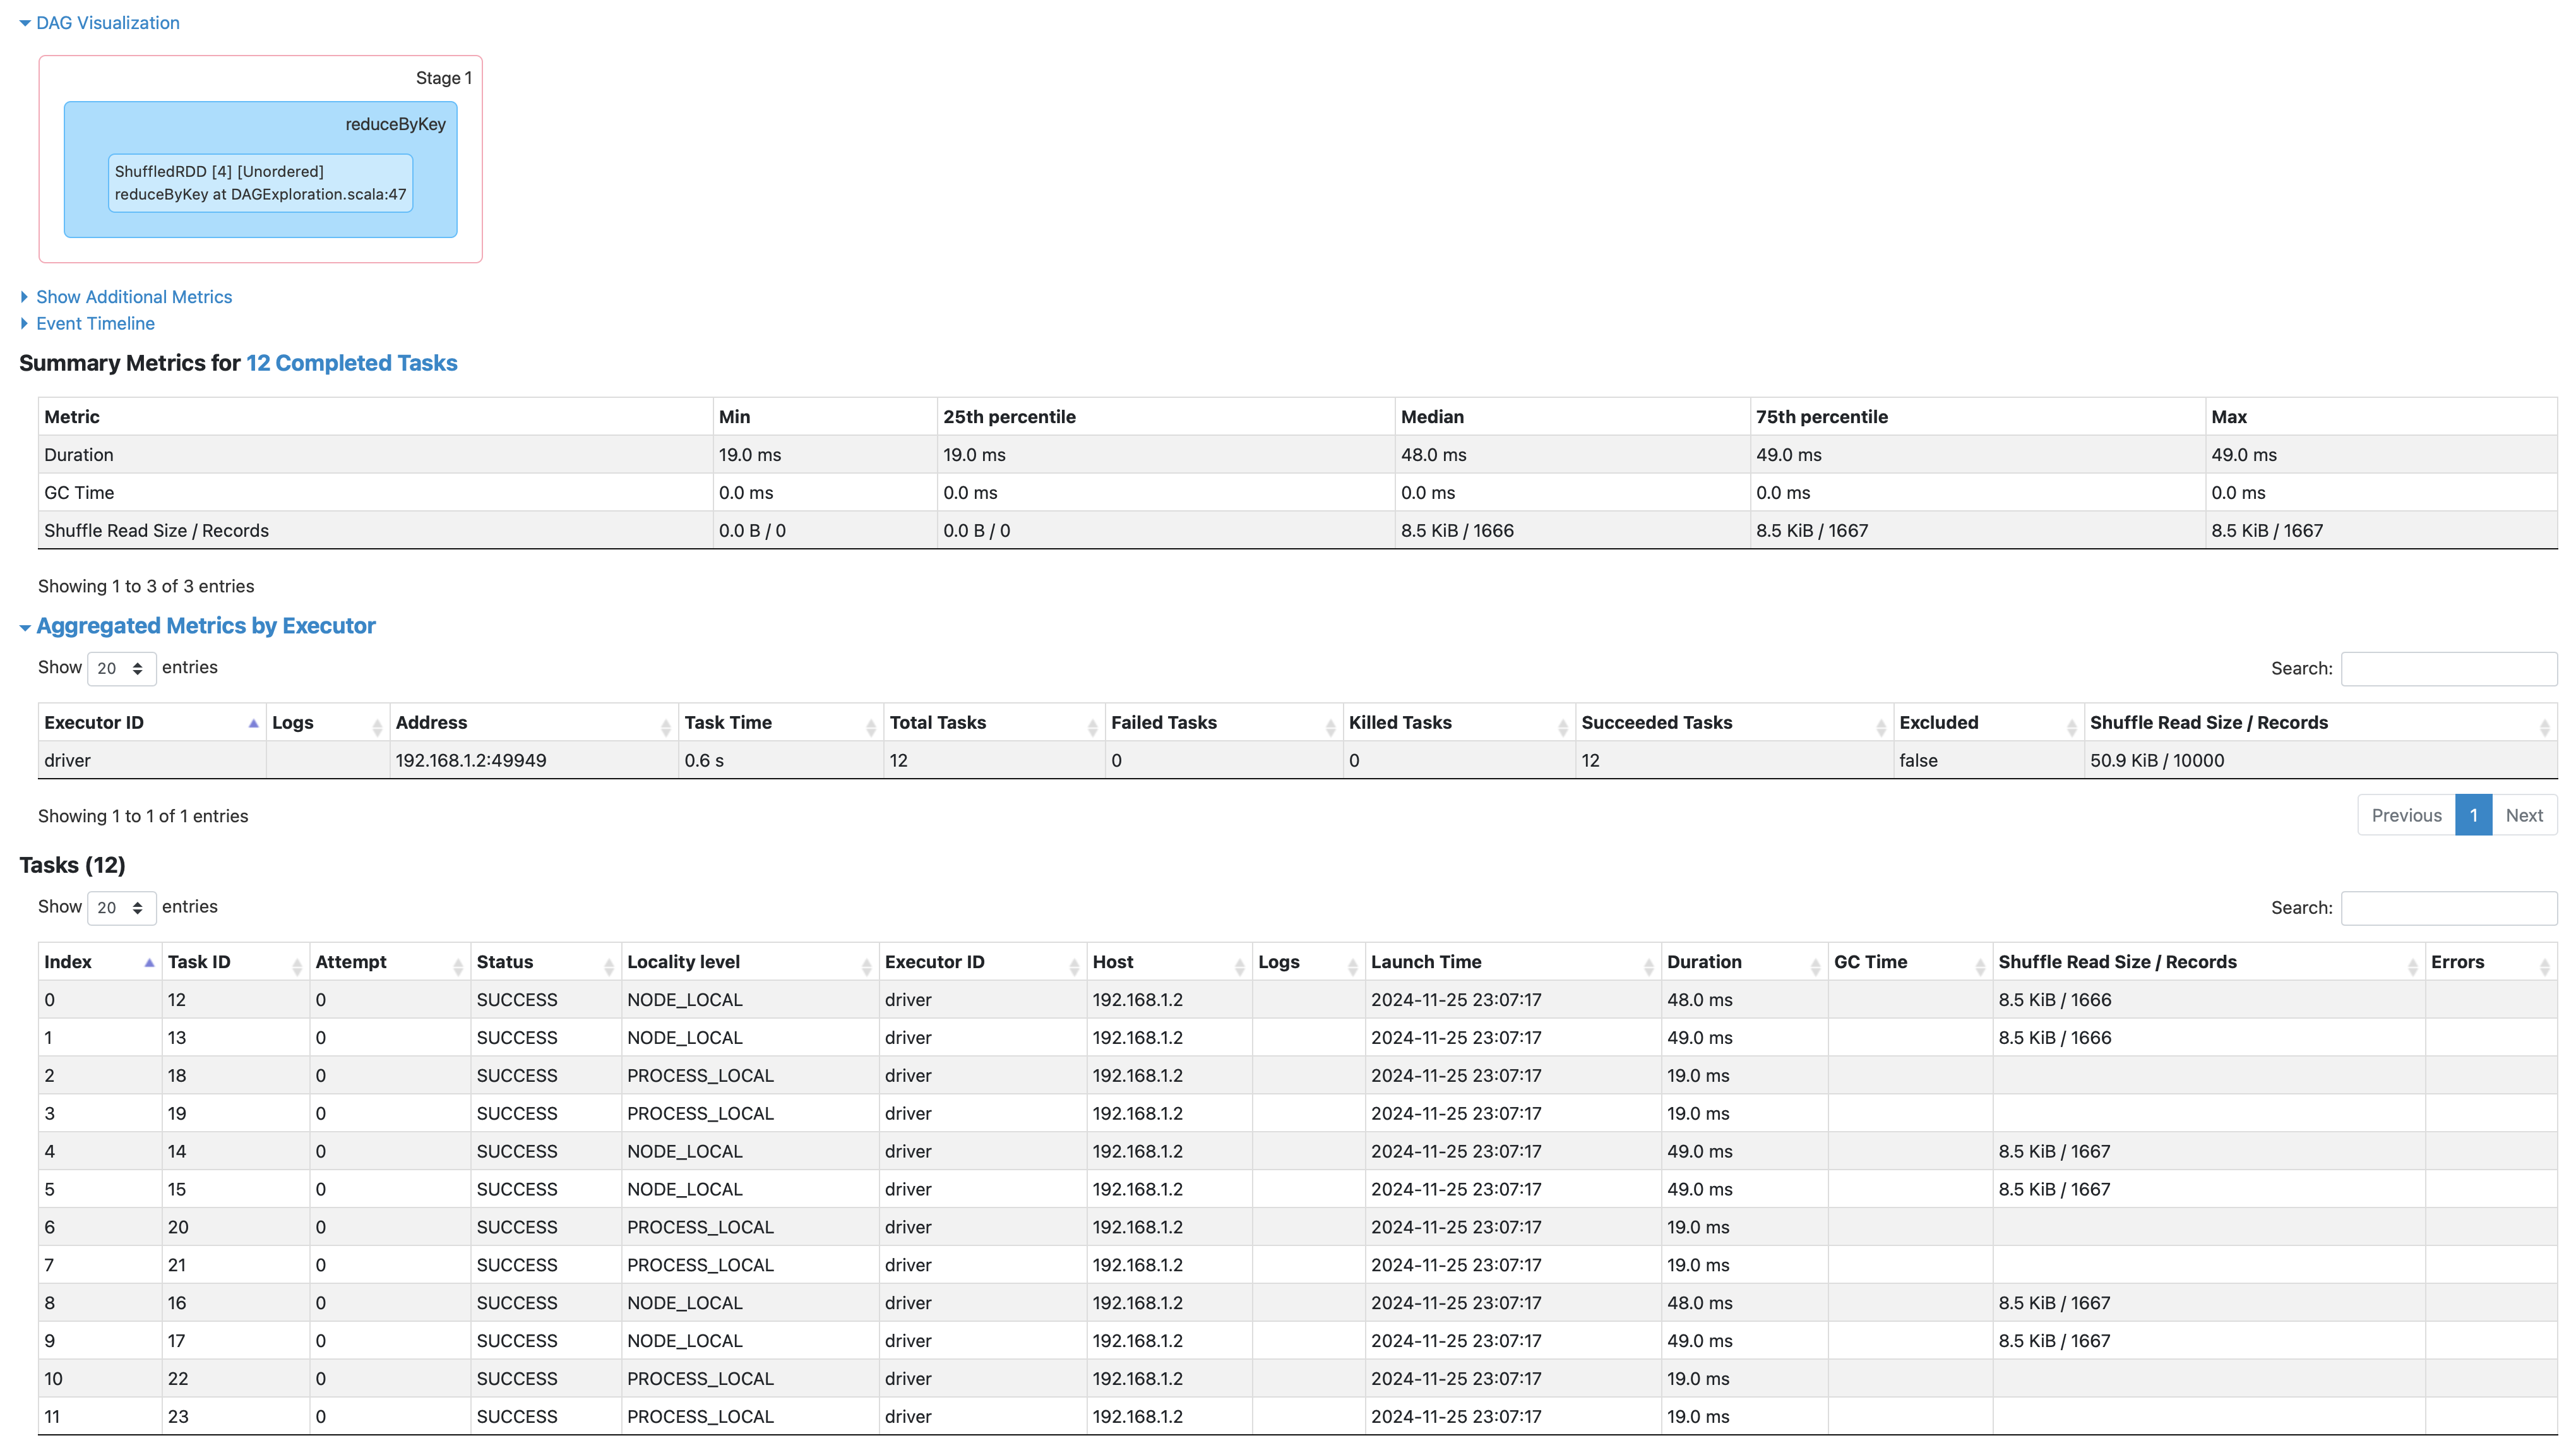 DAG Visualization
Stage 1
reduceByKey
ShuffledRDD [4] [Unordered]
reduceByKey at DAGExploration.scala:47
Show Additional Metrics
Event Timeline
Summary Metrics for 12 Completed Tasks
Metric Min 25th percentile Median 75th percentile Max
Duration 19.0 ms 19.0 ms 48.0 ms 49.0 ms 49.0 ms
GC Time 0.0 ms 0.0 ms 0.0 ms 0.0 ms 0.0 ms
Shuffle Read Size / Records 0.0 B / 0 0.0 B / 0 8.5 KiB / 1666 8.5 KiB / 1667 8.5 KiB / 1667
Showing 1 to 3 of 3 entries
Aggregated Metrics by Executor
Show 20 entries Search:
Executor ID Logs Address Task Time Total Tasks Failed Tasks Killed Tasks Succeeded Tasks Excluded Shuffle Read Size / Records
driver 192.168.1.2:49949 0.6 s 12 0 0 12 false 50.9 KiB / 10000
Showing 1 to 1 of 1 entries Previous 1 Next
Tasks (12)
Show 20 entries Search:
Index Task ID Attempt Status Locality level Executor ID Host Logs Launch Time Duration GC Time Shuffle Read Size / Records Errors
0 12 0 SUCCESS NODE_LOCAL driver 192.168.1.2 2024-11-25 23:07:17 48.0 ms 8.5 KiB / 1666
1 13 0 SUCCESS NODE_LOCAL driver 192.168.1.2 2024-11-25 23:07:17 49.0 ms 8.5 KiB / 1666
2 18 0 SUCCESS PROCESS_LOCAL driver 192.168.1.2 2024-11-25 23:07:17 19.0 ms
3 19 0 SUCCESS PROCESS_LOCAL driver 192.168.1.2 2024-11-25 23:07:17 19.0 ms
4 14 0 SUCCESS NODE_LOCAL driver 192.168.1.2 2024-11-25 23:07:17 49.0 ms 8.5 KiB / 1667
5 15 0 SUCCESS NODE_LOCAL driver 192.168.1.2 2024-11-25 23:07:17 49.0 ms 8.5 KiB / 1667
6 20 0 SUCCESS PROCESS_LOCAL driver 192.168.1.2 2024-11-25 23:07:17 19.0 ms
7 21 0 SUCCESS PROCESS_LOCAL driver 192.168.1.2 2024-11-25 23:07:17 19.0 ms
8 16 0 SUCCESS NODE_LOCAL driver 192.168.1.2 2024-11-25 23:07:17 48.0 ms 8.5 KiB / 1667
9 17 0 SUCCESS NODE_LOCAL driver 192.168.1.2 2024-11-25 23:07:17 49.0 ms 8.5 KiB / 1667
10 22 0 SUCCESS PROCESS_LOCAL driver 192.168.1.2 2024-11-25 23:07:17 19.0 ms
11 23 0 SUCCESS PROCESS_LOCAL driver 192.168.1.2 2024-11-25 23:07:17 19.0 ms